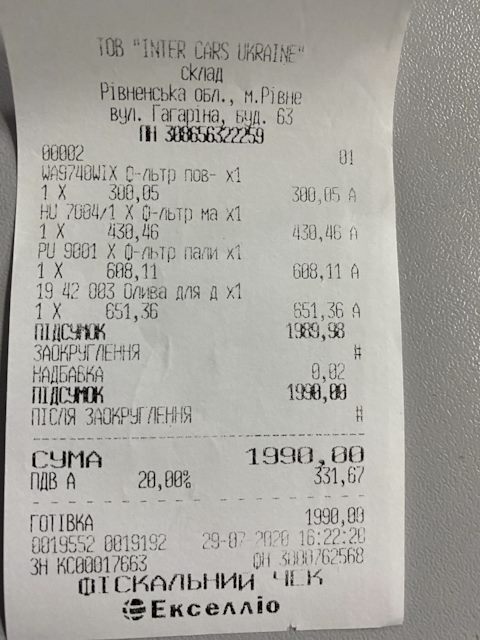 ТОВ "INTER CARS UKRAINE"
склад
Рівненська обл., м.Рівне
вул. Гагаріна, буд. 63
ПН 308656322259
00002 01
WA9740WIX Ф-льтр пов- x1
1 X 300,05 300,05 А
HU 7004/1 X Ф-льтр ма x1
1 X 430,46 430,46 А
PU 9001 X Ф-льтр пали x1
1 X 608,11 608,11 А
19 42 003 Олива для д x1
1 X 651,36 651,36 А
ПІДСУМОК 1989,98
ЗАОКРУГЛЕННЯ #
НАДБАВКА 0,02
ПІДСУМОК 1990,00
ПІСЛЯ ЗАОКРУГЛЕННЯ #
СУМА 1990,00
ПДВ А 20,00% 331,67
ГОТІВКА 1990,00
0019552 0019192 29-07-2020 16:22:20
ЗН КС00017663 ФН 3000762568
ФІСКАЛЬНИЙ ЧЕК
Екселліо